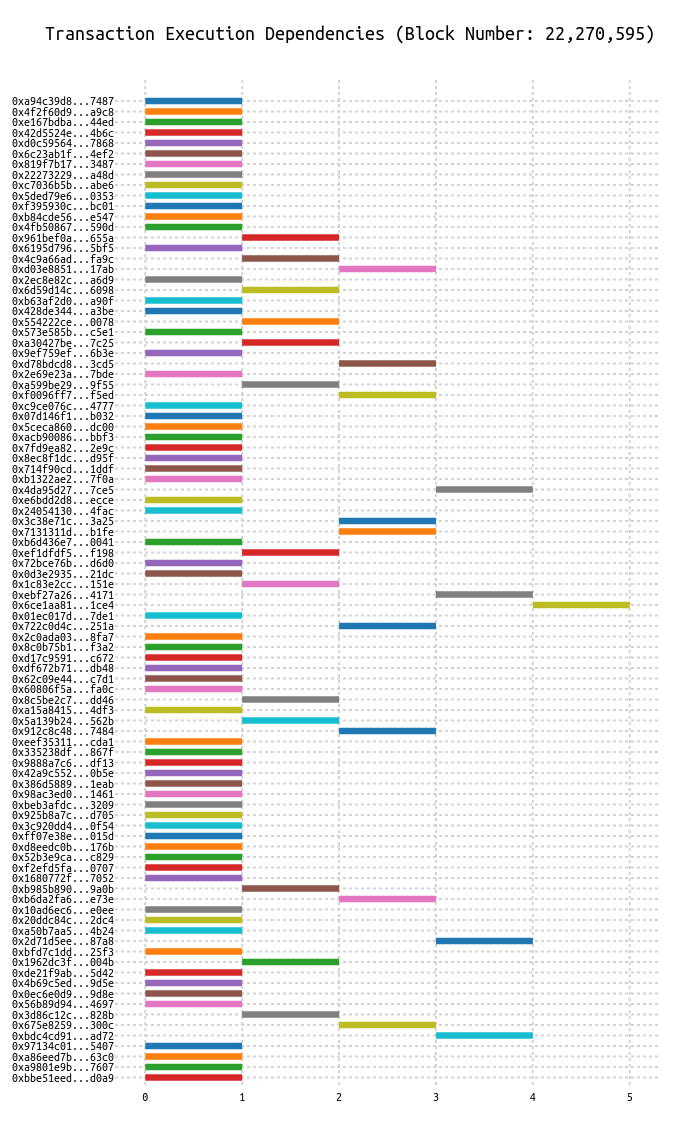 Transaction Execution Dependencies (Block Number: 22,270,595)
0xa94c39d8...7487
0x4f2f60d9...a9c8
0xe167bdba...44ed
0x42d5524e...4b6c
0xd0c59564...7868
0x6c23ab1f...4ef2
0x819f7b17...3487
0x22273229...a48d
0xc7036b5b...abe6
0x5ded79e6...0353
0xf395930c...bc01
0xb84cde56...e547
0x4fb50867...590d
0x961bef0a...655a
0x6195d796...5bf5
0x4c9a66ad...fa9c
0xd03e8851...17ab
0x2ec8e82c...a6d9
0x6d59d14c...6098
0xb63af2d0...a90f
0x428de344...a3be
0x554222ce...0078
0x573e585b...c5e1
0xa30427be...7c25
0x9ef759ef...6b3e
0xd78bdcd8...3cd5
0x2e69e23a...7bde
0xa599be29...9f55
0xf0096ff7...f5ed
0xc9ce076c...4777
0x07d146f1...b032
0x5ceca860...dc00
0xacb90086...bbf3
0x7fd9ea82...2e9c
0x8ec8f1dc...d95f
0x714f90cd...1ddf
0xb1322ae2...7f0a
0x4da95d27...7ce5
0xe6bdd2d8...ecce
0x24054130...4fac
0x3c38e71c...3a25
0x7131311d...b1fe
0xb6d436e7...0041
0xef1dfdf5...f198
0x72bce76b...d6d0
0x0d3e2935...21dc
0x1c83e2cc...151e
0xebf27a26...4171
0x6ce1aa81...1ce4
0x01ec017d...7de1
0x722c0d4c...251a
0x2c0ada03...8fa7
0x8c0b75b1...f3a2
0xd17c9591...c672
0xdf672b71...db48
0x62c09e44...c7d1
0x60806f5a...fa0c
0x8c5be2c7...dd46
0xa15a8415...4df3
0x5a139b24...562b
0x912c8c48...7484
0xeef35311...cda1
0x335238df...867f
0x9888a7c6...df13
0x42a9c552...0b5e
0x386d5889...1eab
0x98ac3ed0...1461
0xbeb3afdc...3209
0x925b8a7c...d705
0x3c920dd4...0f54
0xff07e38e...015d
0xd8eedc0b...176b
0x52b3e9ca...c829
0xf2efd5fa...0707
0x1680772f...7052
0xb985b890...9a0b
0xb6da2fa6...e73e
0x10ad6ec6...e0ee
0x20ddc84c...2dc4
0xa50b7aa5...4b24
0x2d71d5ee...87a8
0xbfd7c1dd...25f3
0x1962dc3f...004b
0xde21f9ab...5d42
0x4b69c5ed...9d5e
0x0ec6e0d9...9d8e
0x56b89d94...4697
0x3d86c12c...828b
0x675e8259...300c
0xbdc4cd91...ad72
0x97134c01...5407
0xa86eed7b...63c0
0xa9801e9b...7607
0xbbe51eed...d0a9
0 1 2 3 4 5